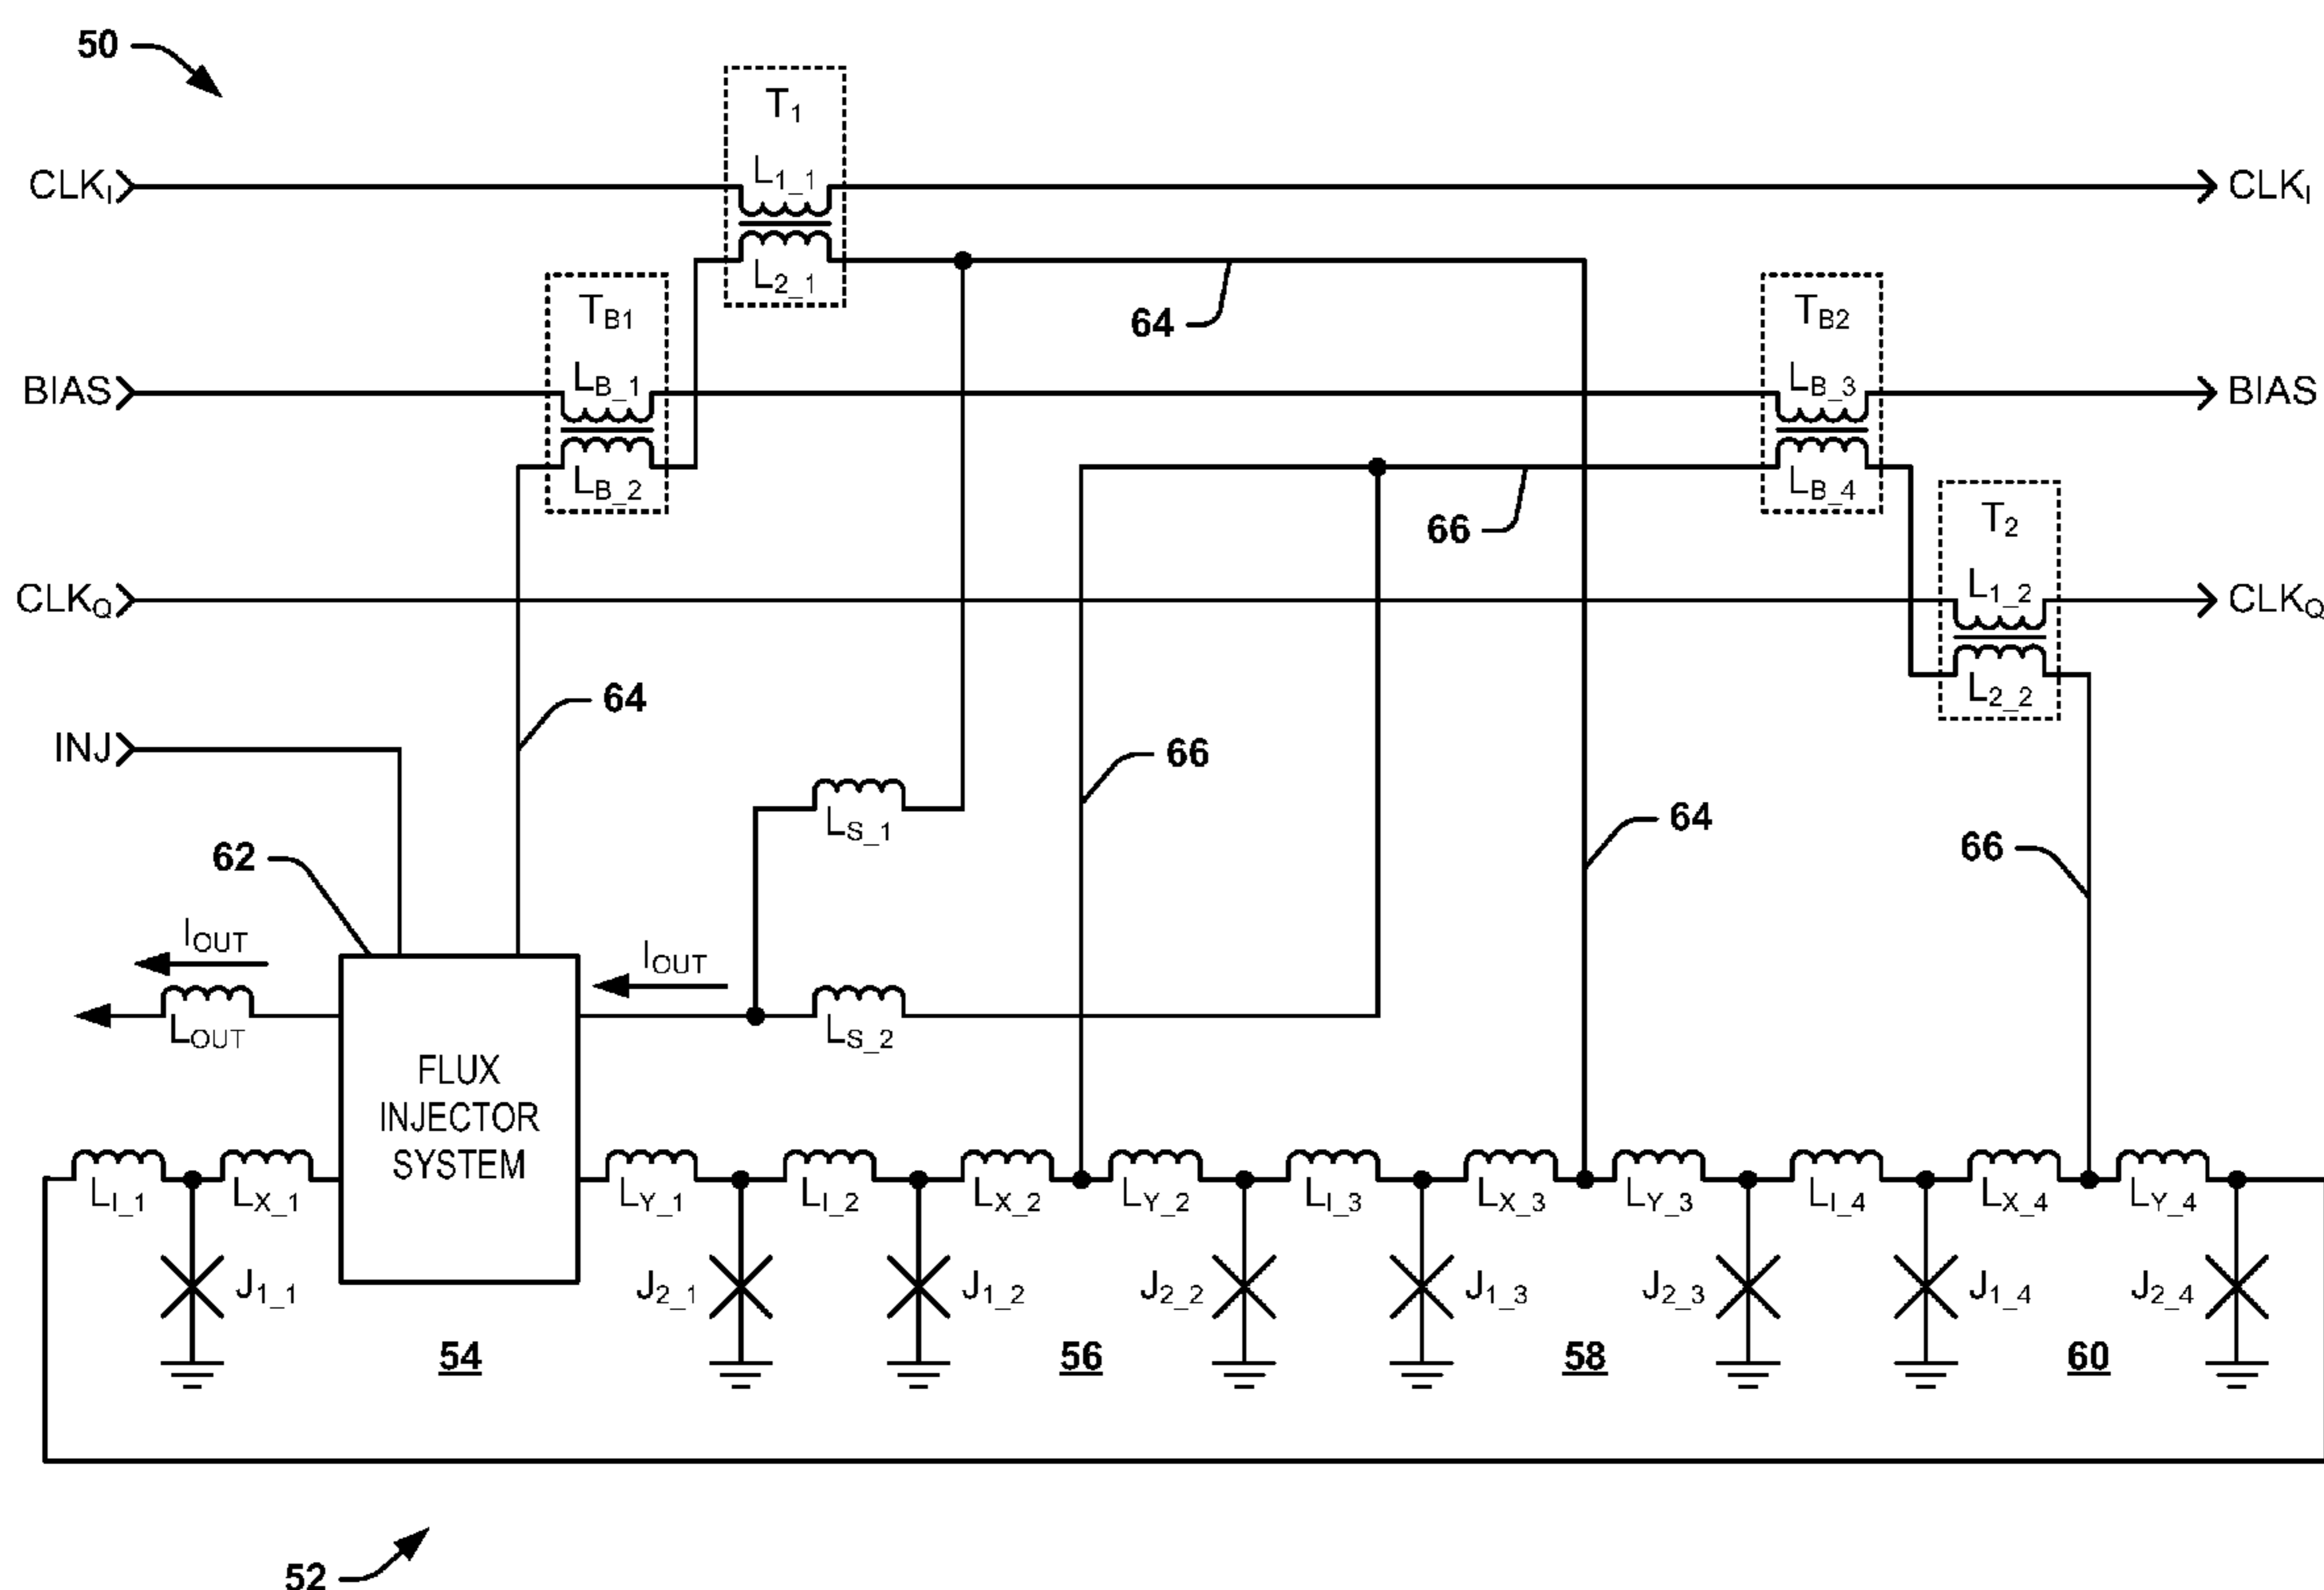 50
T1
CLKI
L1_1
CLKI
L2_1
64
TB1
TB2
BIAS
LB_1
LB_3
BIAS
LB_2
LB_4
66
T2
CLKQ
L1_2
CLKQ
L2_2
64
INJ
66
64
LS_1
62
66
IOUT
IOUT
LOUT
LS_2
FLUX
INJECTOR
SYSTEM
LI_1
LX_1
LY_1
LI_2
LX_2
LY_2
LI_3
LX_3
LY_3
LI_4
LX_4
LY_4
J1_1
J2_1
J1_2
J2_2
J1_3
J2_3
J1_4
J2_4
54
56
58
60
52